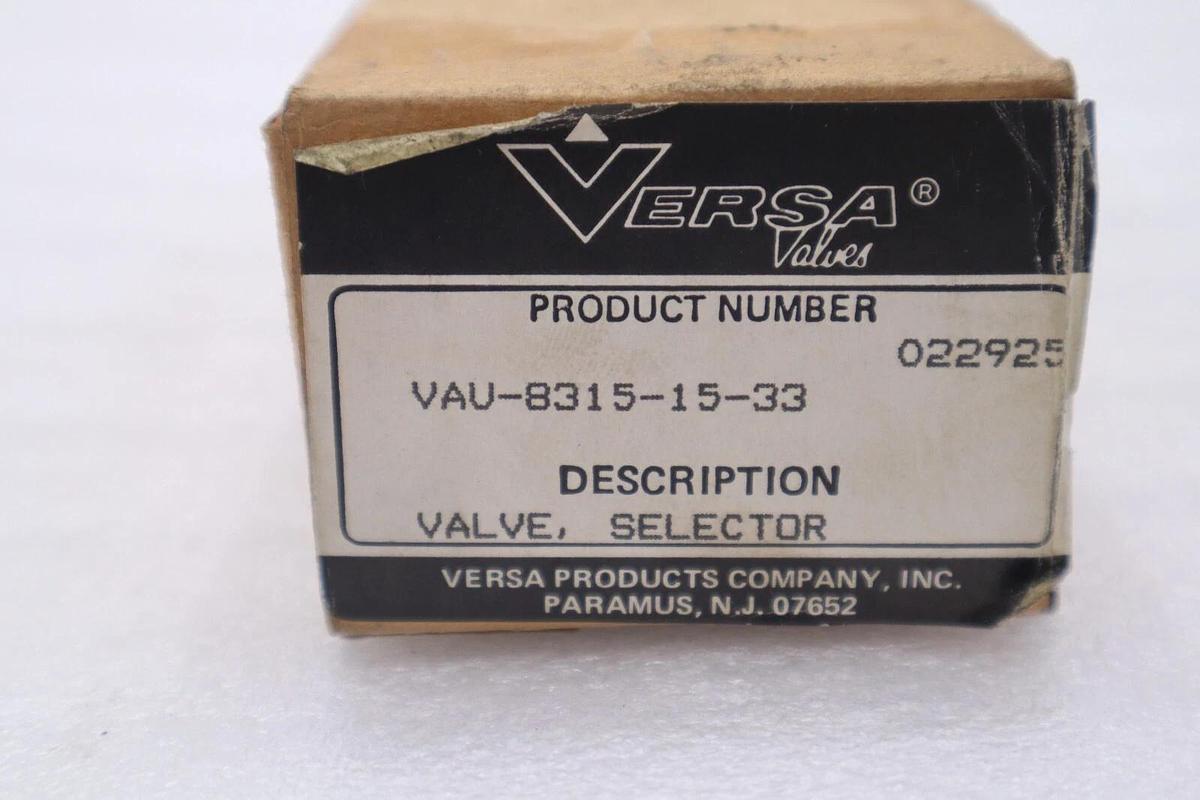 VERSA®
Valves
PRODUCT NUMBER
022925
VAU-8315-15-33
DESCRIPTION
VALVE, SELECTOR
VERSA PRODUCTS COMPANY, INC.
PARAMUS, N.J. 07652